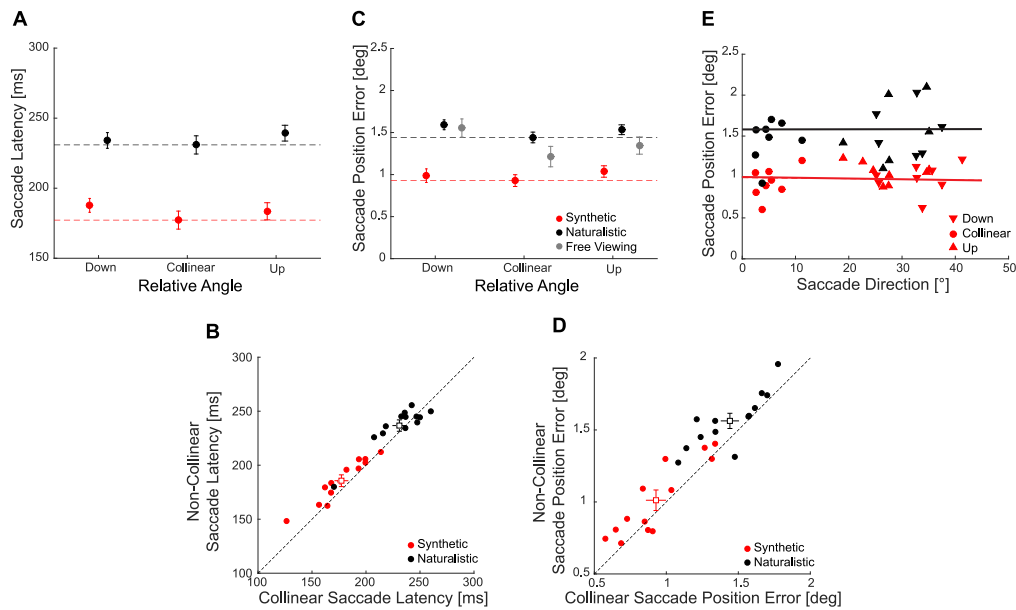 A
Saccade Latency [ms]
300
250
200
150
Down
Collinear
Up
Relative Angle
C
Saccade Position Error [deg]
2.5
2
1.5
1
0.5
0
Synthetic
Naturalistic
Free Viewing
Down
Collinear
Up
Relative Angle
E
Saccade Position Error [deg]
2.5
2
1.5
1
0.5
0
Down
Collinear
Up
0
10
20
30
40
50
Saccade Direction [°]
B
Non-Collinear
Saccade Latency [ms]
350
300
250
200
150
100
Synthetic
Naturalistic
100
150
200
250
300
Collinear Saccade Latency [ms]
D
Non-Collinear
Saccade Position Error [deg]
2
1.5
1
0.5
Synthetic
Naturalistic
0.5
1
1.5
2
Collinear Saccade Position Error [deg]